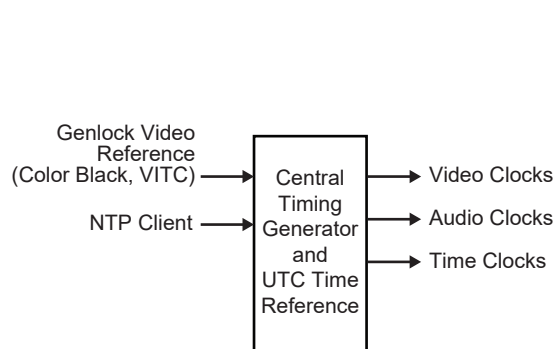 Genlock Video
Reference
(Color Black, VITC)
NTP Client
Central
Timing
Generator
and
UTC Time
Reference
Video Clocks
Audio Clocks
Time Clocks